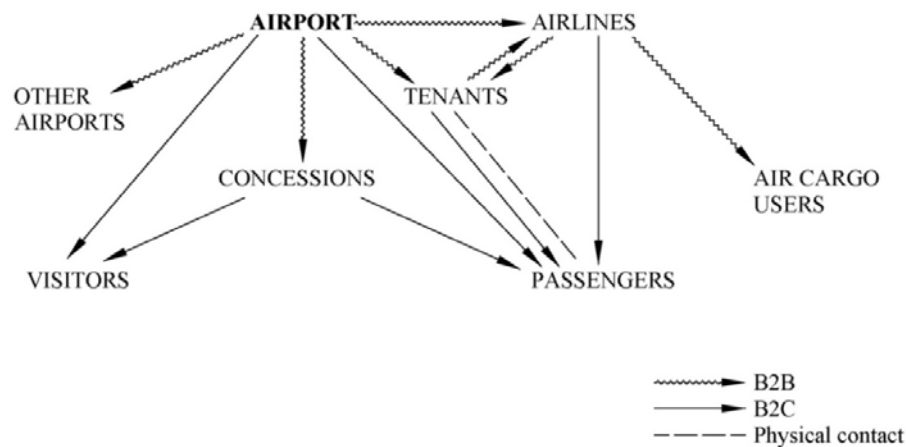 AIRPORT
AIRLINES
OTHER
AIRPORTS
TENANTS
CONCESSIONS
AIR CARGO
USERS
VISITORS
PASSENGERS
B2B
B2C
Physical contact